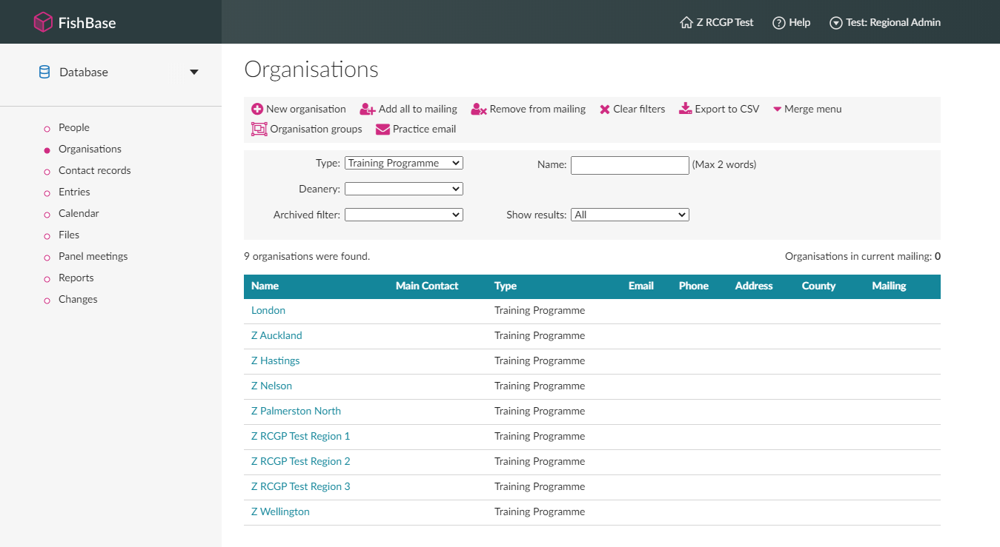 FishBase
Z RCGP Test Help Test: Regional Admin
Database
People
Organisations
Contact records
Entries
Calendar
Files
Panel meetings
Reports
Changes
Organisations
New organisation Add all to mailing Remove from mailing Clear filters Export to CSV Merge menu
Organisation groups Practice email
Type: Training Programme Name: (Max 2 words)
Deanery:
Archived filter: Show results: All
9 organisations were found. Organisations in current mailing: 0
Name Main Contact Type Email Phone Address County Mailing
London Training Programme
Z Auckland Training Programme
Z Hastings Training Programme
Z Nelson Training Programme
Z Palmerston North Training Programme
Z RCGP Test Region 1 Training Programme
Z RCGP Test Region 2 Training Programme
Z RCGP Test Region 3 Training Programme
Z Wellington Training Programme